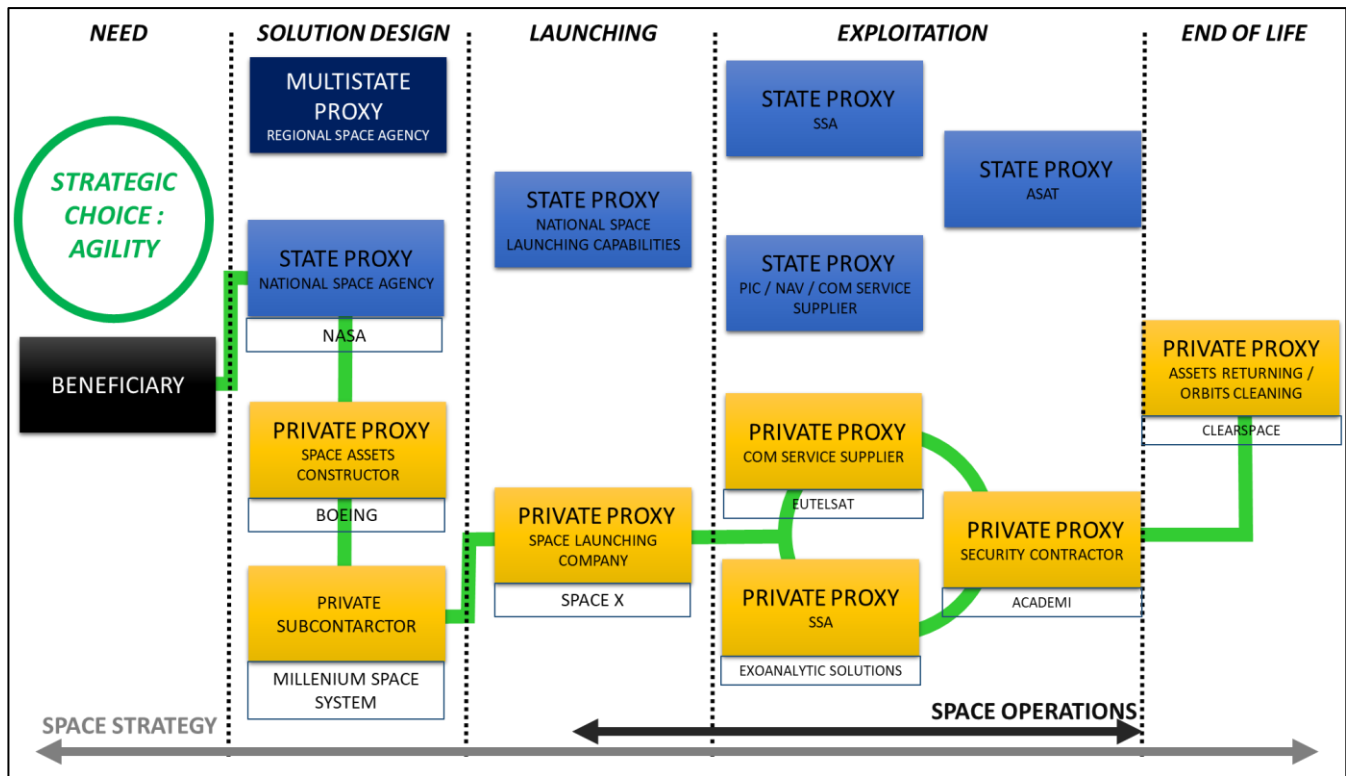 NEED
SOLUTION DESIGN
LAUNCHING
EXPLOITATION
END OF LIFE
STRATEGIC
CHOICE :
AGILITY
BENEFICIARY
MULTISTATE
PROXY
REGIONAL SPACE AGENCY
STATE PROXY
NATIONAL SPACE AGENCY
NASA
PRIVATE PROXY
SPACE ASSETS
CONSTRUCTOR
BOEING
PRIVATE
SUBCONTARCTOR
MILLENIUM SPACE
SYSTEM
STATE PROXY
NATIONAL SPACE
LAUNCHING CAPABILITIES
PRIVATE PROXY
SPACE LAUNCHING
COMPANY
SPACE X
STATE PROXY
SSA
STATE PROXY
ASAT
STATE PROXY
PIC / NAV / COM SERVICE
SUPPLIER
PRIVATE PROXY
COM SERVICE SUPPLIER
EUTELSAT
PRIVATE PROXY
SECURITY CONTRACTOR
ACADEMI
PRIVATE PROXY
SSA
EXOANALYTIC SOLUTIONS
PRIVATE PROXY
ASSETS RETURNING /
ORBITS CLEANING
CLEARSPACE
SPACE STRATEGY
SPACE OPERATIONS